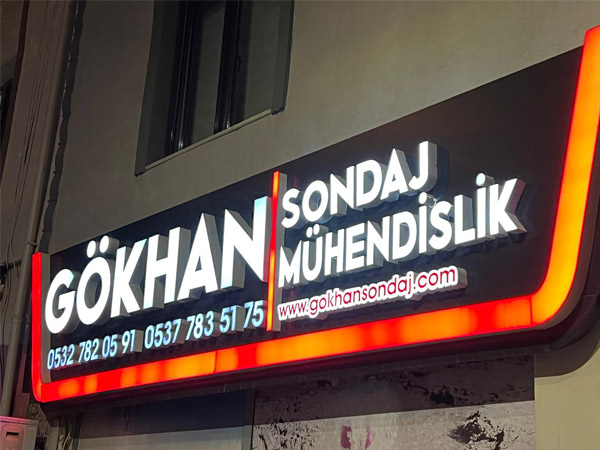 GÖKHAN
SONDAJ
MÜHENDİSLİK
www.gokhansondaj.com
0532 782 05 91 0537 783 51 75